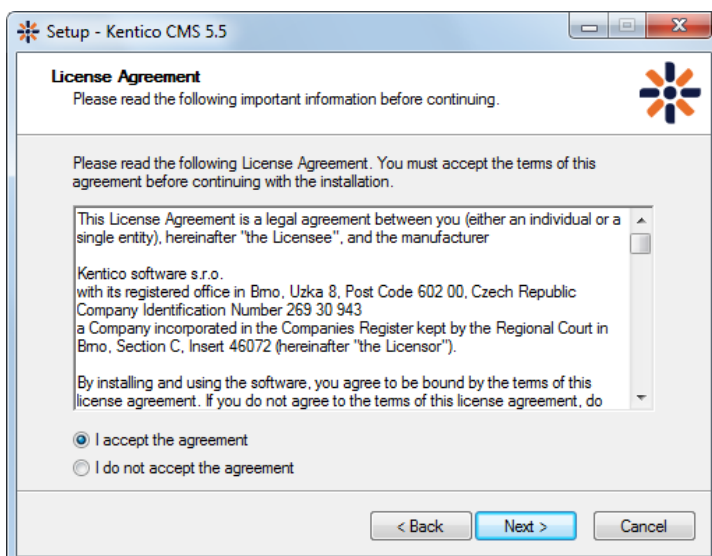 Setup - Kentico CMS 5.5
License Agreement
Please read the following important information before continuing.
Please read the following License Agreement. You must accept the terms of this
agreement before continuing with the installation.
This License Agreement is a legal agreement between you (either an individual or a
single entity), hereinafter "the Licensee", and the manufacturer
Kentico software s.r.o.
with its registered office in Brno, Uzka 8, Post Code 602 00, Czech Republic
Company Identification Number 269 30 943
a Company incorporated in the Companies Register kept by the Regional Court in
Brno, Section C, Insert 46072 (hereinafter "the Licensor").
By installing and using the software, you agree to be bound by the terms of this
license agreement. If you do not agree to the terms of this license agreement, do
I accept the agreement
I do not accept the agreement
< Back Next > Cancel